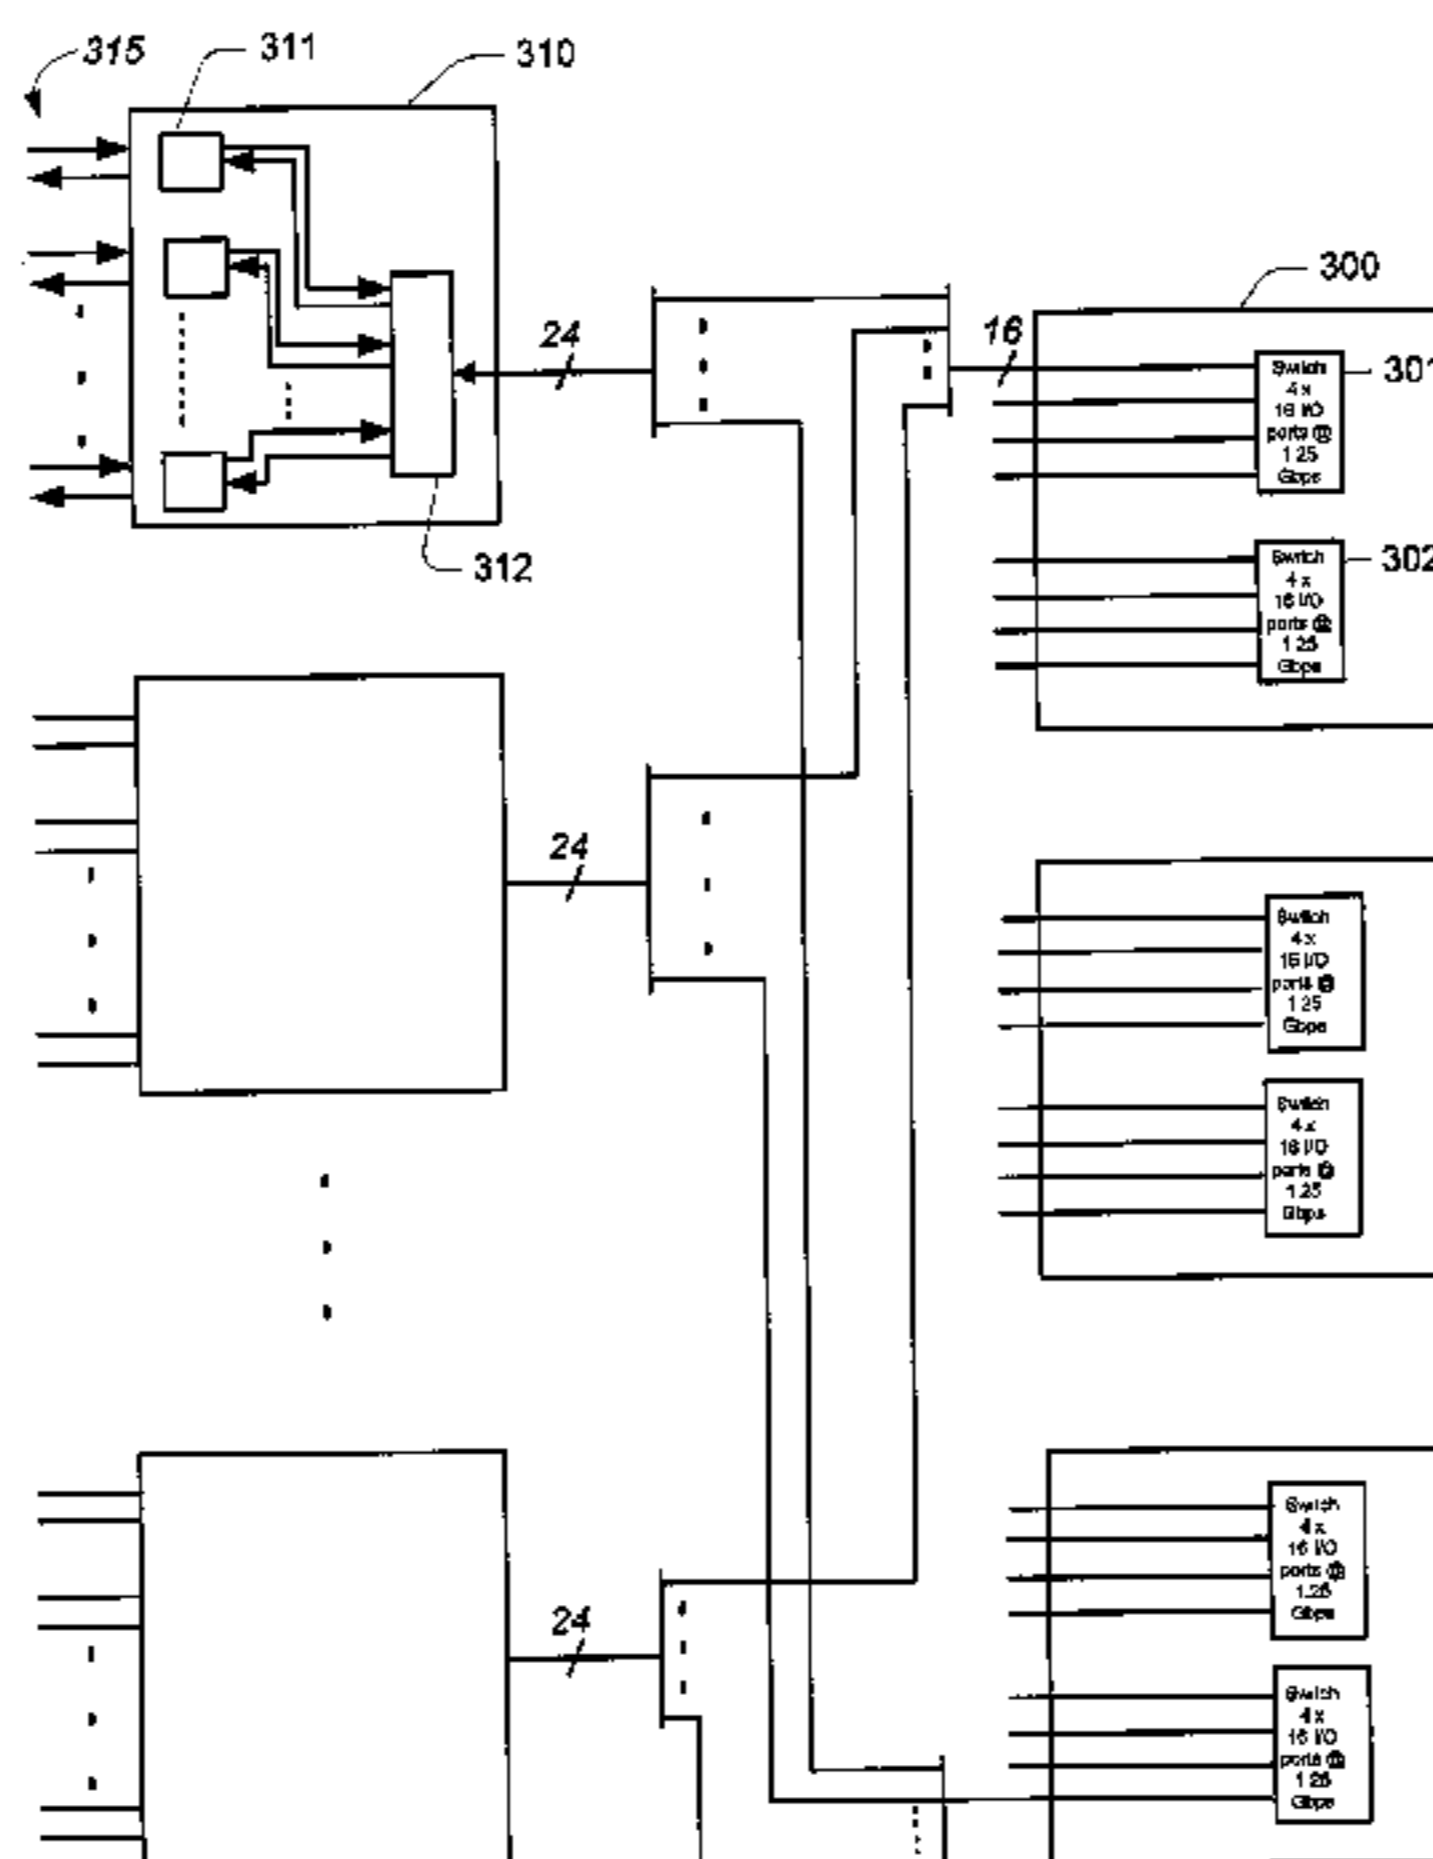 315
311
310
300
24
16
Switch
4 x
16 I/O
ports @
1.25
Gbps
301
312
Switch
4 x
16 I/O
ports @
1.25
Gbps
302
24
Switch
4 x
16 I/O
ports @
1.25
Gbps
Switch
4 x
16 I/O
ports @
1.25
Gbps
24
Switch
4 x
16 I/O
ports @
1.25
Gbps
Switch
4 x
16 I/O
ports @
1.25
Gbps